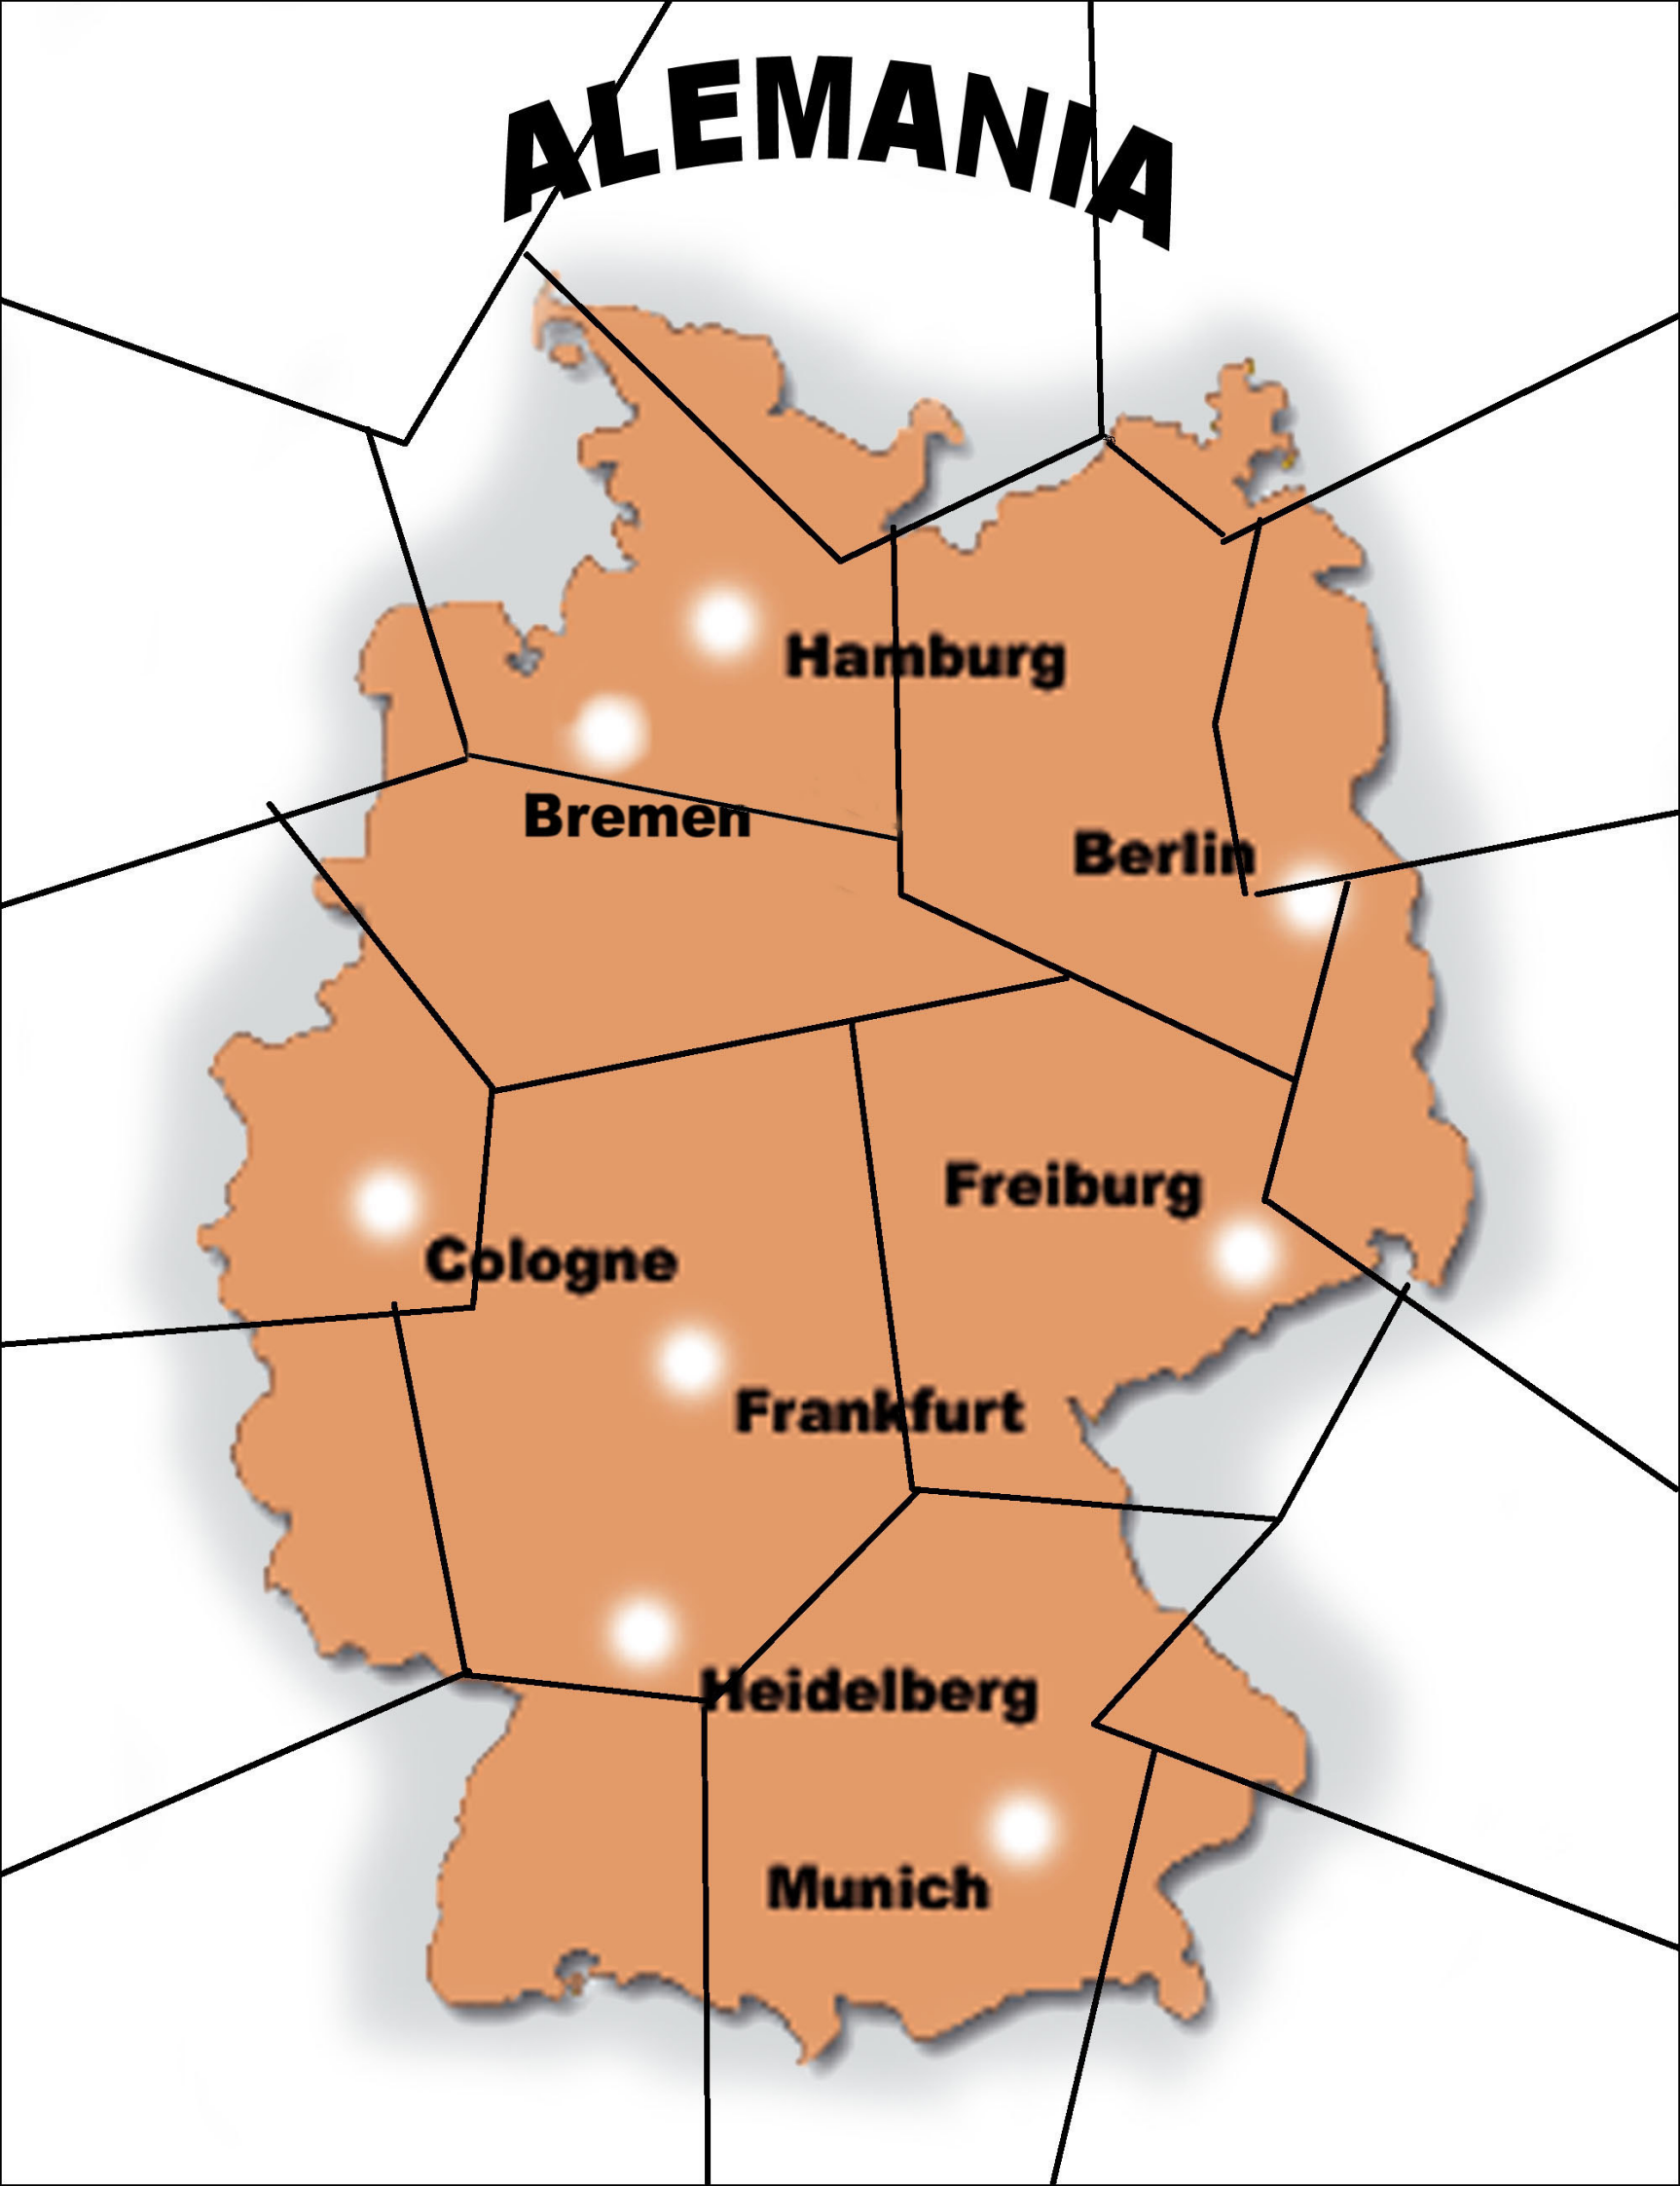 ALEMANIA
Hamburg
Bremen
Berlin
Freiburg
Cologne
Frankfurt
Heidelberg
Munich